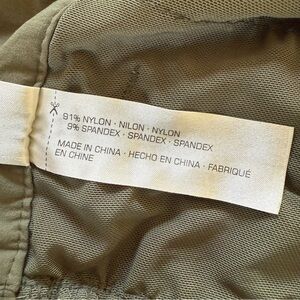 91% NYLON · NILON · NYLON
9% SPANDEX · SPANDEX · SPANDEX
MADE IN CHINA · HECHO EN CHINA · FABRIQUÉ
EN CHINE